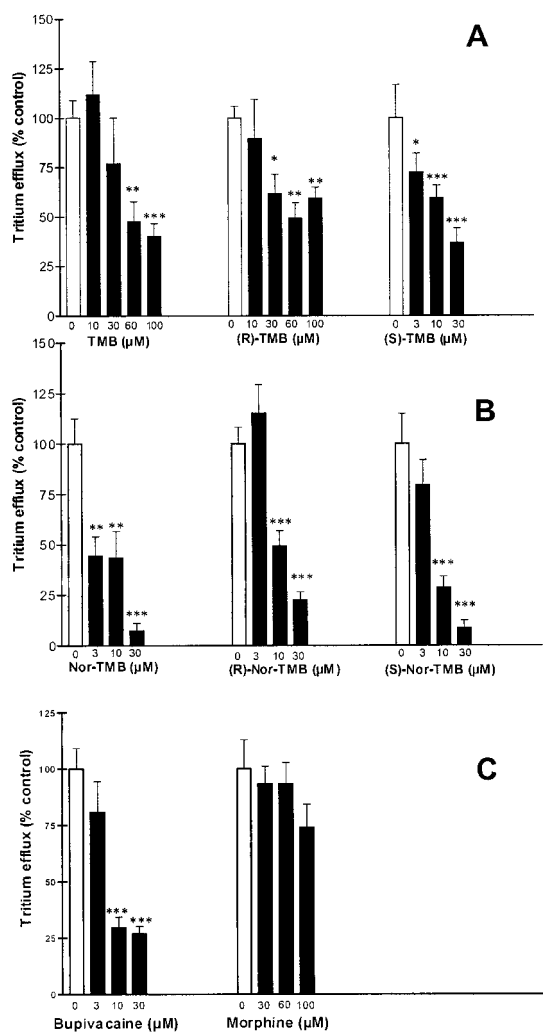 A
Tritium efflux (% control)
150
125
100
75
50
25
0
** ***
* ** **
* *** ***
0 10 30 60 100
0 10 30 60 100
0 3 10 30
TMB (µM)
(R)-TMB (µM)
(S)-TMB (µM)
B
Tritium efflux (% control)
150
125
100
75
50
25
0
** ** ***
*** ***
*** ***
0 3 10 30
0 3 10 30
0 3 10 30
Nor-TMB (µM)
(R)-Nor-TMB (µM)
(S)-Nor-TMB (µM)
C
Tritium efflux (% control)
125
100
75
50
25
0
*** ***
0 3 10 30
0 30 60 100
Bupivacaine (µM)
Morphine (µM)